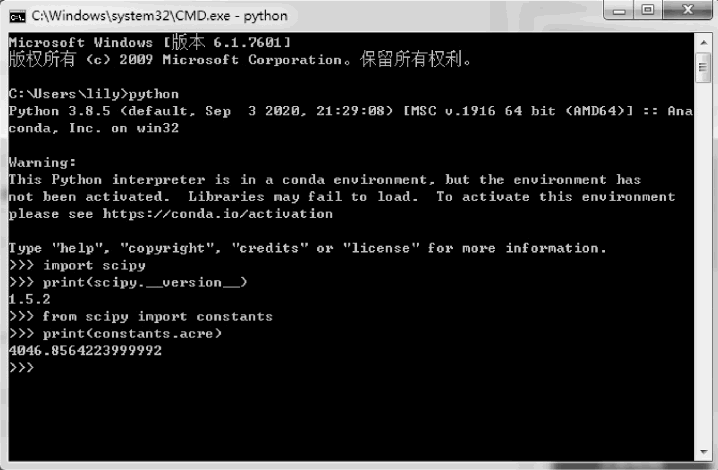 C:\Windows\system32\CMD.exe - python
Microsoft Windows [版本 6.1.7601]
版权所有 (c) 2009 Microsoft Corporation。保留所有权利。
C:\Users\lily>python
Python 3.8.5 (default, Sep  3 2020, 21:29:08) [MSC v.1916 64 bit (AMD64)] :: Ana
conda, Inc. on win32
Warning:
This Python interpreter is in a conda environment, but the environment has
not been activated.  Libraries may fail to load.  To activate this environment
please see https://conda.io/activation
Type "help", "copyright", "credits" or "license" for more information.
>>> import scipy
>>> print(scipy.__version__)
1.5.2
>>> from scipy import constants
>>> print(constants.acre)
4046.8564223999992
>>>